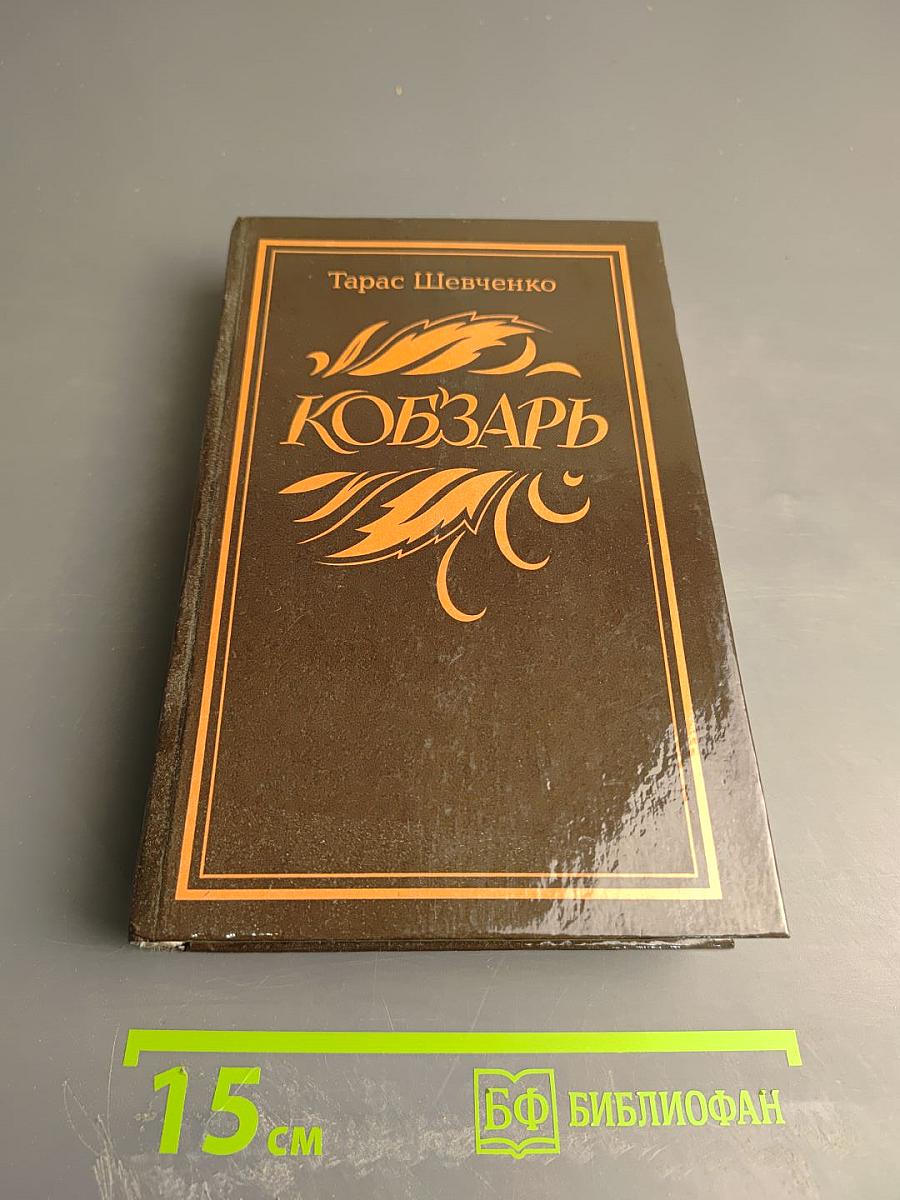 Тарас Шевченко
КОБЗАРЬ
15 см
БФ БИБЛИОФАН